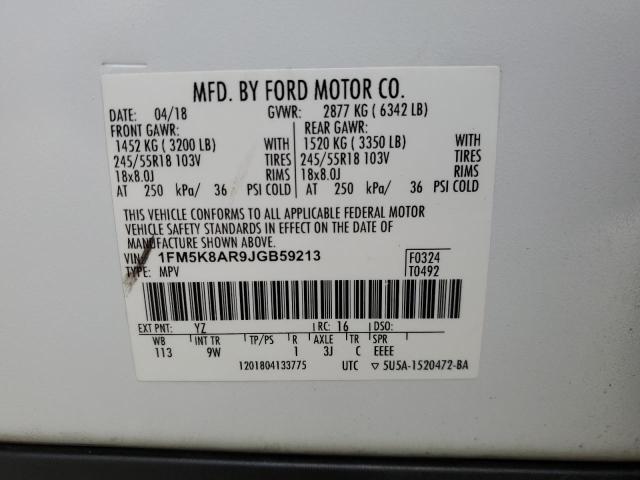 MFD. BY FORD MOTOR CO.
DATE: 04/18 GVWR: 2877 KG ( 6342 LB)
FRONT GAWR: REAR GAWR:
1452 KG ( 3200 LB) WITH 1520 KG ( 3350 LB) WITH
245/55R18 103V TIRES 245/55R18 103V TIRES
18x8.0J RIMS 18x8.0J RIMS
AT 250 kPa/ 36 PSI COLD AT 250 kPa/ 36 PSI COLD
THIS VEHICLE CONFORMS TO ALL APPLICABLE FEDERAL MOTOR
VEHICLE SAFETY STANDARDS IN EFFECT ON THE DATE OF
MANUFACTURE SHOWN ABOVE.
VIN: 1FM5K8AR9JGB59213 F0324
TYPE: MPV T0492
EXT PNT: YZ RC: 16 DSO:
WB INT TR TP/PS R AXLE TR SPR
113 9W 1 3J C EEEE
1201804133775 UTC ▽ 5U5A-1520472-BA